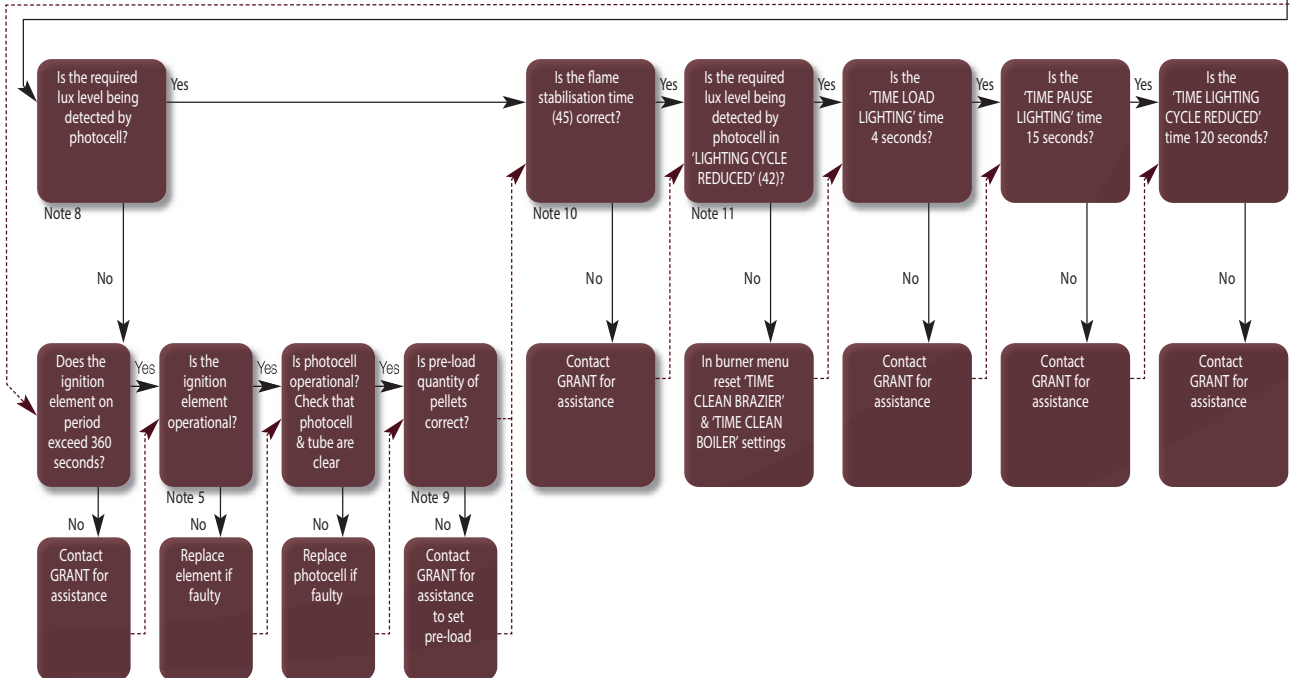 Is the required
lux level being
detected by
photocell?
Yes
Note 8
No
Is the flame
stabilisation time
(45) correct?
Yes
Note 10
No
Is the required
lux level being
detected by
photocell in
'LIGHTING CYCLE
REDUCED' (42)?
Yes
Note 11
No
Is the
'TIME LOAD
LIGHTING' time
4 seconds?
Yes
No
Is the
'TIME PAUSE
LIGHTING' time
15 seconds?
Yes
No
Is the
'TIME LIGHTING
CYCLE REDUCED'
time 120 seconds?
No
Does the
ignition
element on
period
exceed 360
seconds?
Yes
No
Is the
ignition
element
operational?
Yes
Note 5
No
Is photocell
operational?
Check that
photocell
& tube are
clear
Yes
No
Is pre-load
quantity of
pellets
correct?
Note 9
No
Contact
GRANT for
assistance
In burner menu
reset 'TIME
CLEAN BRAZIER'
& 'TIME CLEAN
BOILER' settings
Contact
GRANT for
assistance
Contact
GRANT for
assistance
Contact
GRANT for
assistance
Contact
GRANT for
assistance
Replace
element if
faulty
Replace
photocell if
faulty
Contact
GRANT for
assistance
to set
pre-load